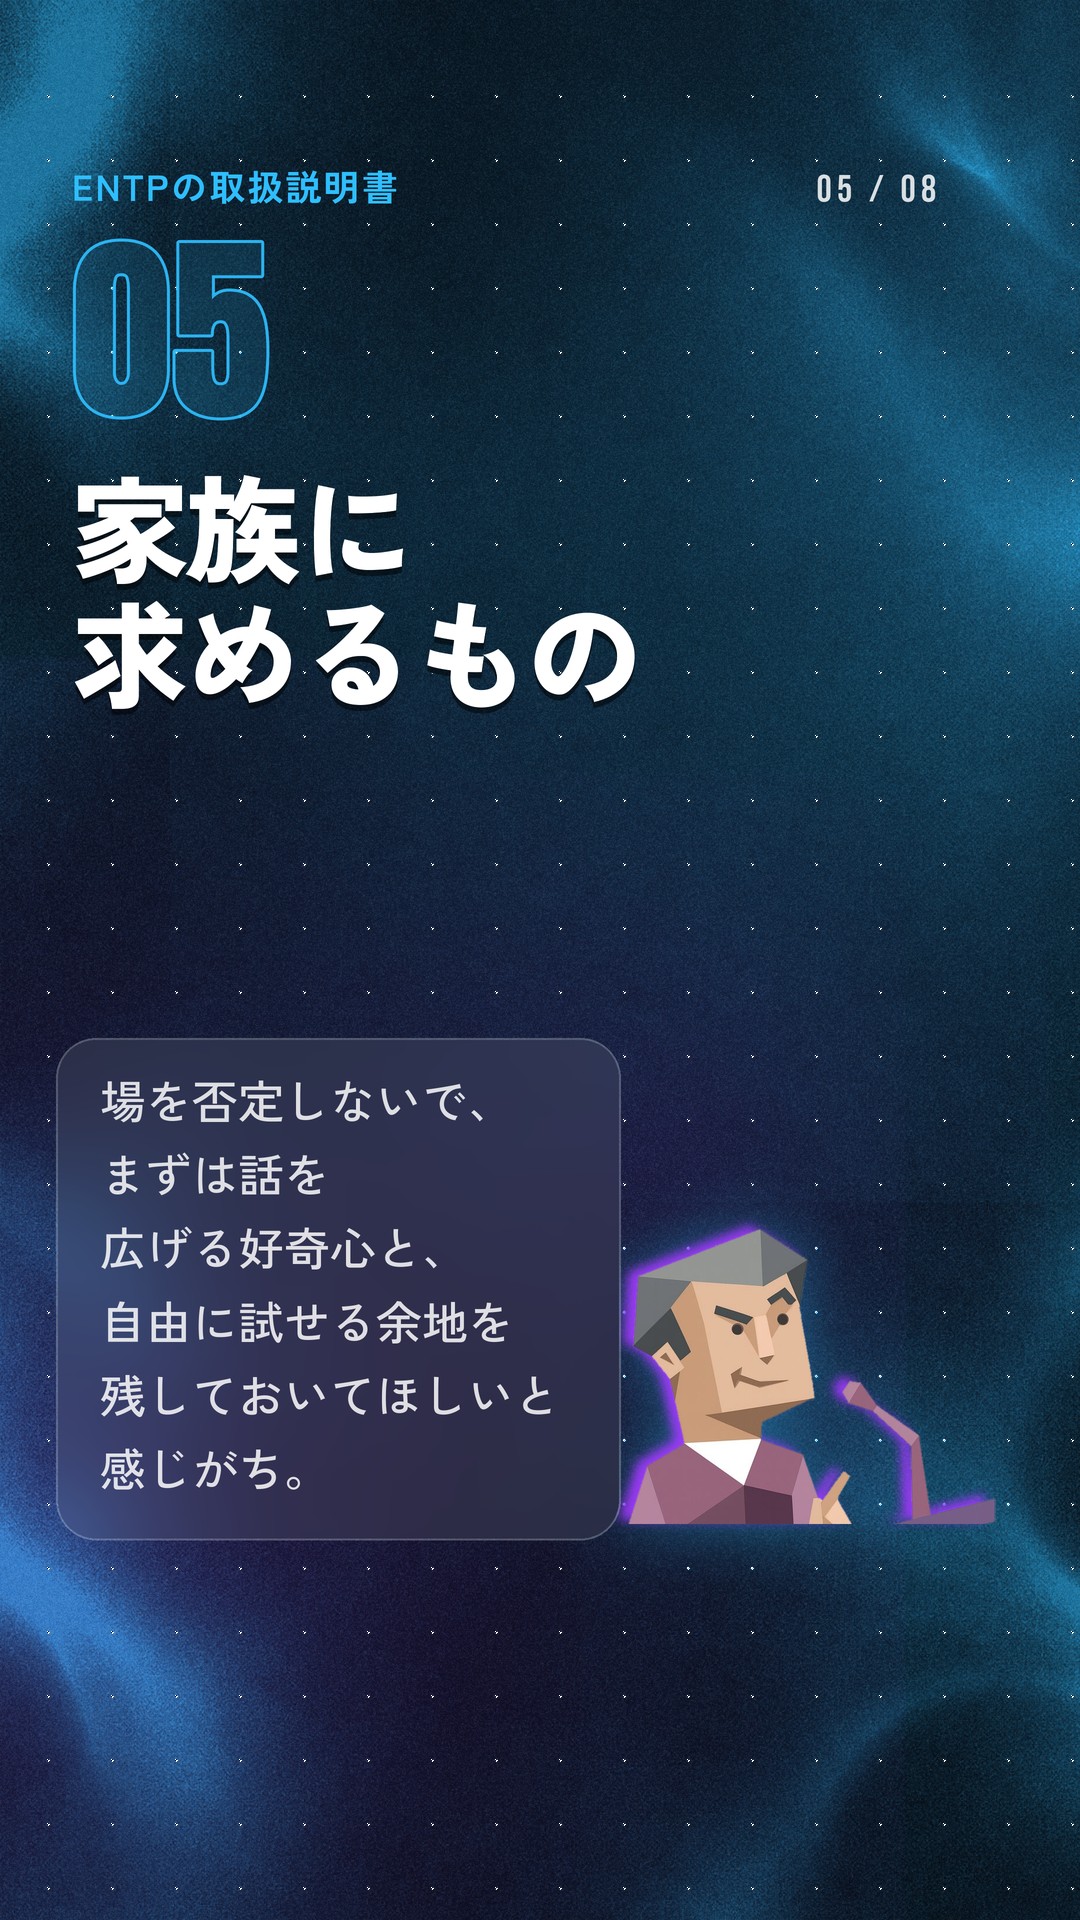 ENTPの取扱説明書
05 / 08
05
家族に
求めるもの
場を否定しないで、
まずは話を
広げる好奇心と、
自由に試せる余地を
残しておいてほしいと
感じがち。